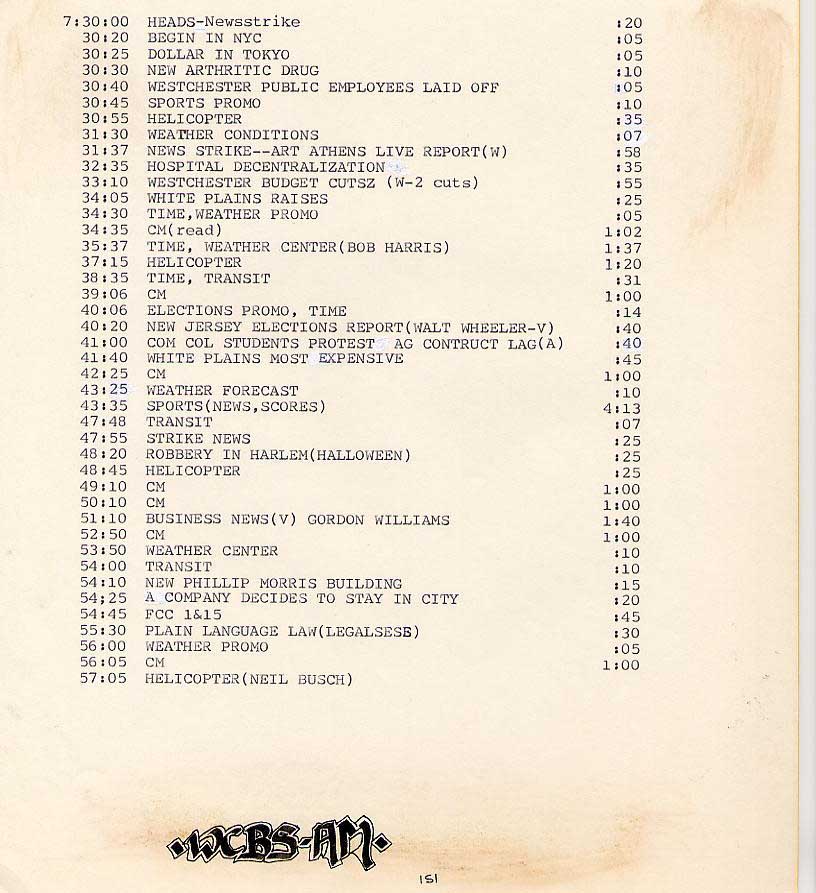 7:30:00 HEADS-Newsstrike :20
30:20 BEGIN IN NYC :05
30:25 DOLLAR IN TOKYO :05
30:30 NEW ARTHRITIC DRUG :10
30:40 WESTCHESTER PUBLIC EMPLOYEES LAID OFF :05
30:45 SPORTS PROMO :10
30:55 HELICOPTER :35
31:30 WEATHER CONDITIONS :07
31:37 NEWS STRIKE--ART ATHENS LIVE REPORT(W) :58
32:35 HOSPITAL DECENTRALIZATION :35
33:10 WESTCHESTER BUDGET CUTSZ (W-2 cuts) :55
34:05 WHITE PLAINS RAISES :25
34:30 TIME,WEATHER PROMO :05
34:35 CM(read) 1:02
35:37 TIME, WEATHER CENTER(BOB HARRIS) 1:37
37:15 HELICOPTER 1:20
38:35 TIME, TRANSIT :31
39:06 CM 1:00
40:06 ELECTIONS PROMO, TIME :14
40:20 NEW JERSEY ELECTIONS REPORT(WALT WHEELER-V) :40
41:00 COM COL STUDENTS PROTEST AG CONTRUCT LAG(A) :40
41:40 WHITE PLAINS MOST EXPENSIVE :45
42:25 CM 1:00
43:25 WEATHER FORECAST :10
43:35 SPORTS(NEWS,SCORES) 4:13
47:48 TRANSIT :07
47:55 STRIKE NEWS :25
48:20 ROBBERY IN HARLEM(HALLOWEEN) :25
48:45 HELICOPTER :25
49:10 CM 1:00
50:10 CM 1:00
51:10 BUSINESS NEWS(V) GORDON WILLIAMS 1:40
52:50 CM 1:00
53:50 WEATHER CENTER :10
54:00 TRANSIT :10
54:10 NEW PHILLIP MORRIS BUILDING :15
54;25 A COMPANY DECIDES TO STAY IN CITY :20
54:45 FCC 1&15 :45
55:30 PLAIN LANGUAGE LAW(LEGALSESE) :30
56:00 WEATHER PROMO :05
56:05 CM 1:00
57:05 HELICOPTER(NEIL BUSCH)
·WCBS-AM·
151